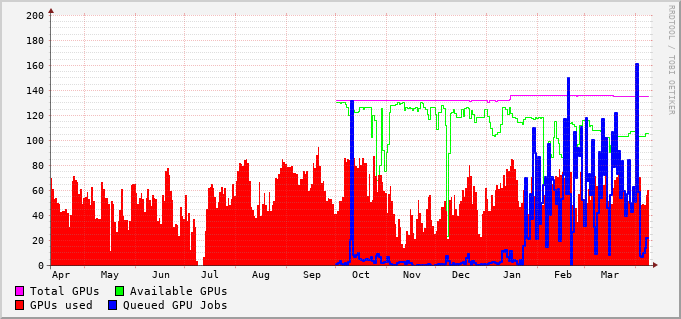 200
180
160
140
120
100
80
60
40
20
0
Apr May Jun Jul Aug Sep Oct Nov Dec Jan Feb Mar
Total GPUs Available GPUs
GPUs used Queued GPU Jobs
RRDTOOL / TOBI OETIKER